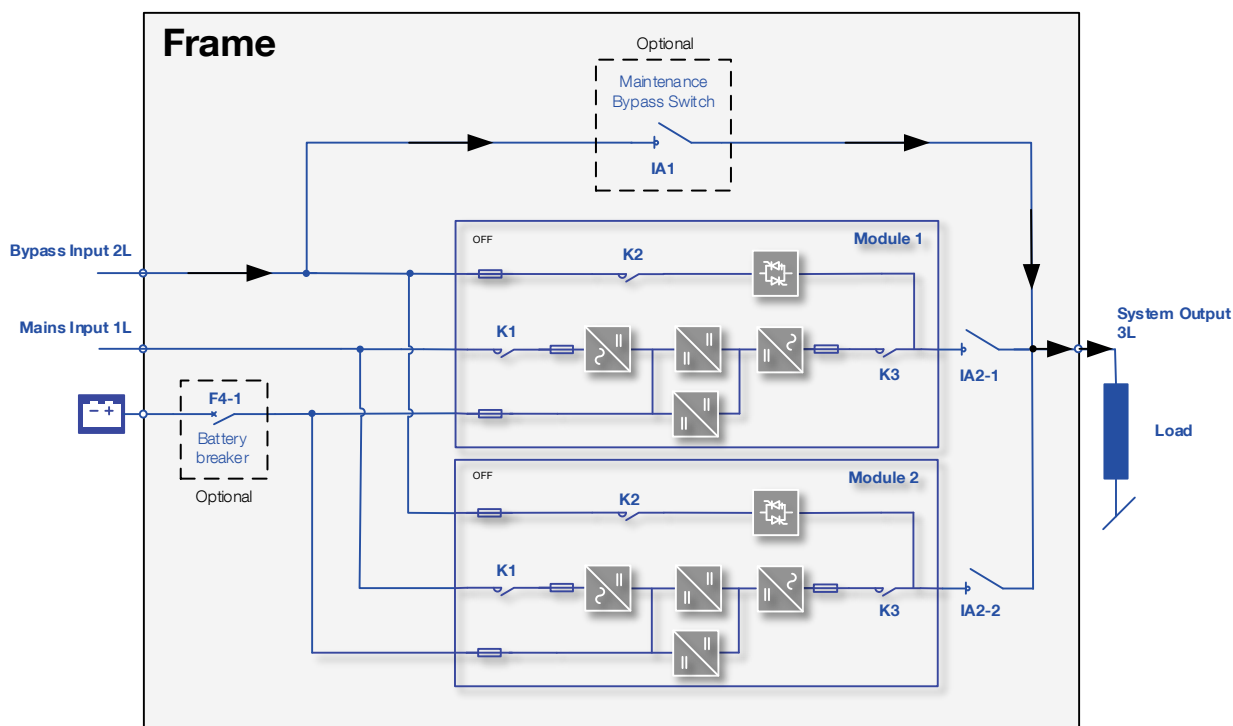 Frame
Optional
Maintenance
Bypass Switch
IA1
Bypass Input 2L
OFF
Module 1
K2
Mains Input 1L
K1
K3
IA2-1
System Output
3L
F4-1
Battery
breaker
Optional
Load
OFF
Module 2
K2
K1
K3
IA2-2